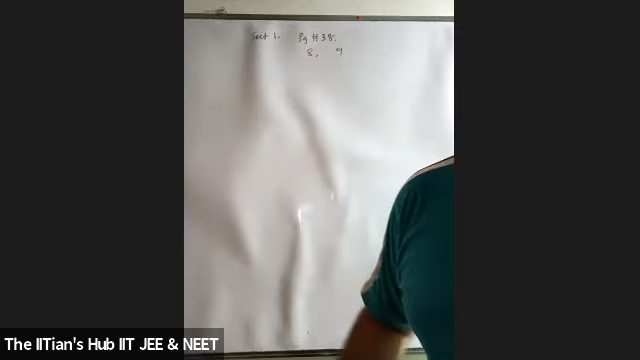 Sect 1. Pg # 38.
8, 9
The IITian's Hub IIT JEE & NEET